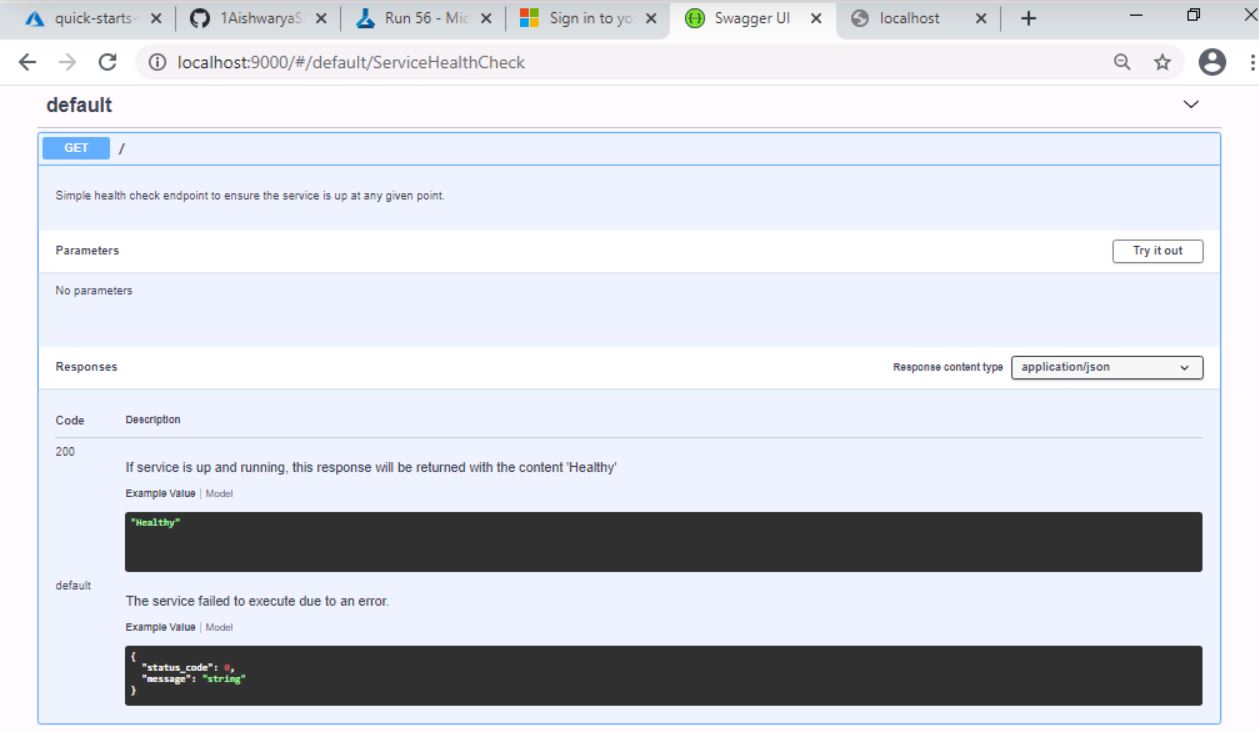 quick-starts-
1AishwaryaS
Run 56 - Mic
Sign in to yo
Swagger UI
localhost
localhost:9000/#/default/ServiceHealthCheck
default
GET /
Simple health check endpoint to ensure the service is up at any given point.
Parameters
Try it out
No parameters
Responses
Response content type application/json
Code Description
200
If service is up and running, this response will be returned with the content 'Healthy'
Example Value | Model
"Healthy"
default
The service failed to execute due to an error.
Example Value | Model
{
"status_code": 0,
"message": "string"
}